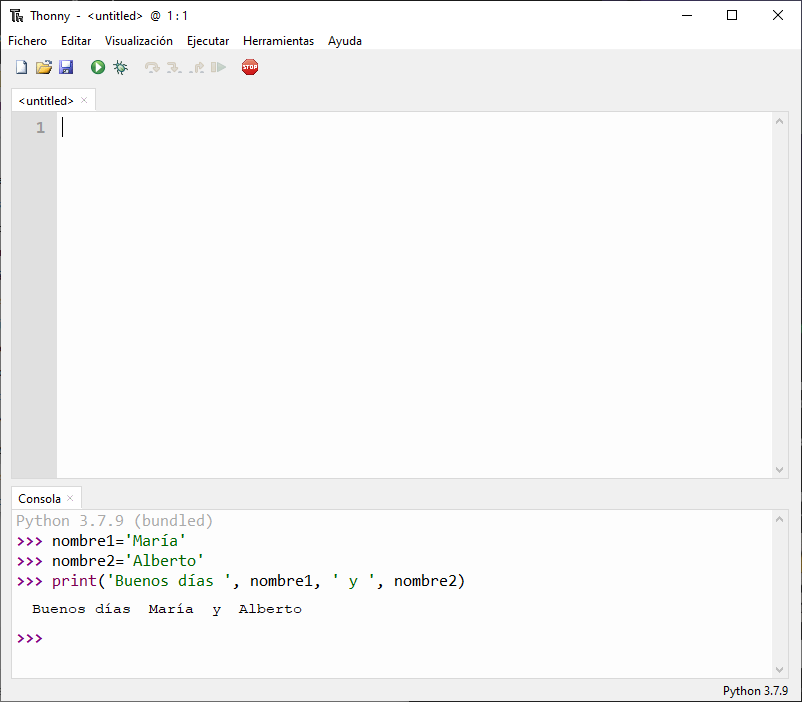 Thonny - <untitled> @ 1 : 1
Fichero Editar Visualización Ejecutar Herramientas Ayuda
STOP
<untitled> ×
1
Consola ×
Python 3.7.9 (bundled)
>>> nombre1='María'
>>> nombre2='Alberto'
>>> print('Buenos días ', nombre1, ' y ', nombre2)
Buenos días  María  y  Alberto
>>>
Python 3.7.9